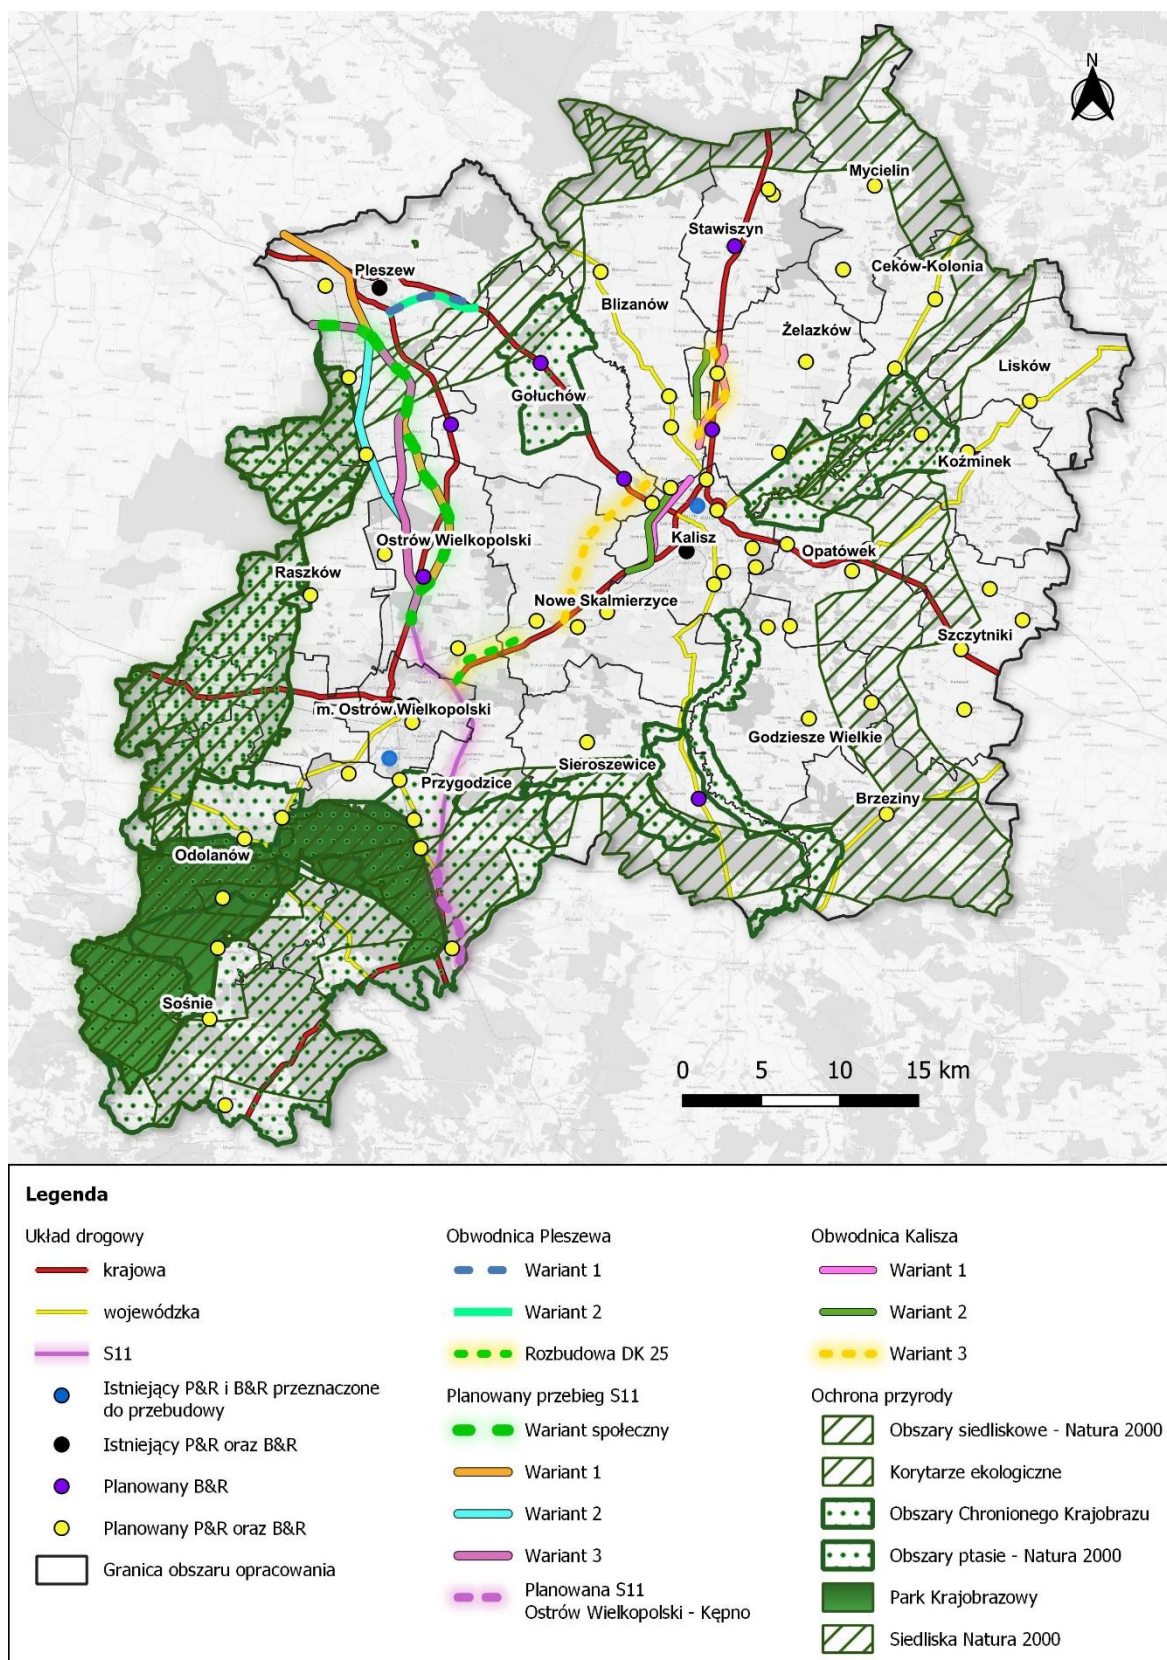 N
Mycielin
Stawiszyn
Ceków-Kolonia
Pleszew
Blizanów
Żelazków
Lisków
Gołuchów
Koźminek
Ostrów Wielkopolski
Kalisz
Opatówek
Raszków
Nowe Skalmierzyce
Szczytniki
m. Ostrów Wielkopolski
Godziesze Wielkie
Sieroszewice
Przygodzice
Brzeziny
Odolanów
Sośnie
0 5 10 15 km
Legenda
Układ drogowy
krajowa
wojewódzka
S11
Istniejący P&R i B&R przeznaczone
do przebudowy
Istniejący P&R oraz B&R
Planowany B&R
Planowany P&R oraz B&R
Granica obszaru opracowania
Obwodnica Pleszewa
Wariant 1
Wariant 2
Rozbudowa DK 25
Planowany przebieg S11
Wariant społeczny
Wariant 1
Wariant 2
Wariant 3
Planowana S11
Ostrów Wielkopolski - Kępno
Obwodnica Kalisza
Wariant 1
Wariant 2
Wariant 3
Ochrona przyrody
Obszary siedliskowe - Natura 2000
Korytarze ekologiczne
Obszary Chronionego Krajobrazu
Obszary ptasie - Natura 2000
Park Krajobrazowy
Siedliska Natura 2000